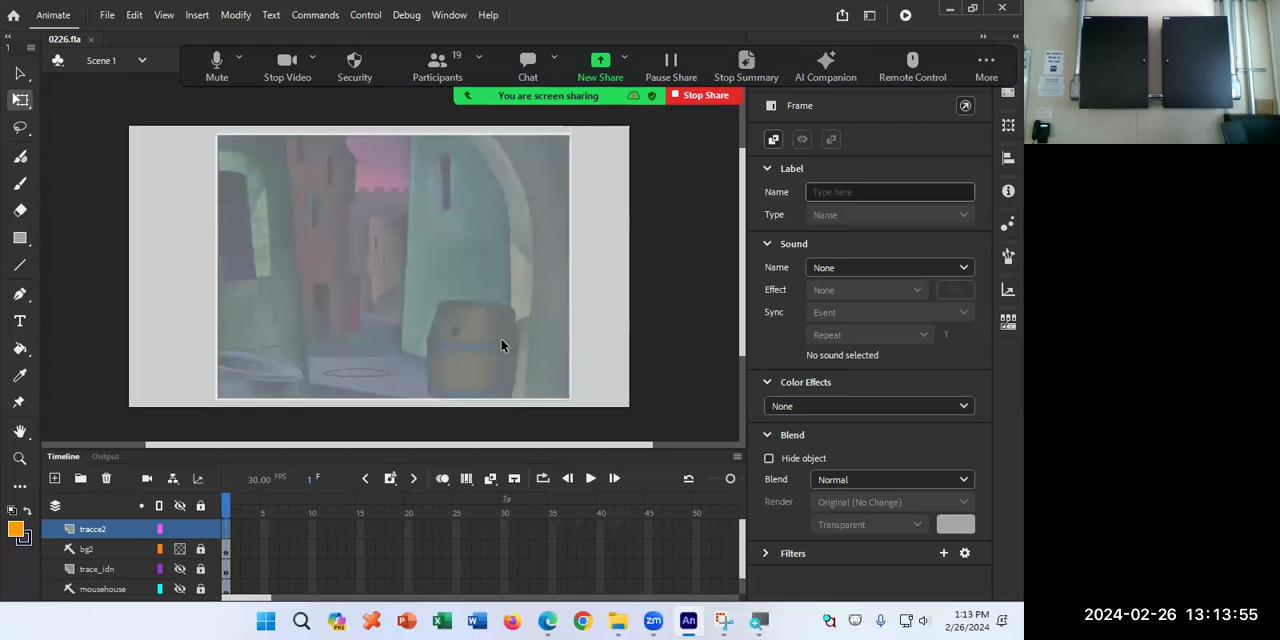 Animate
File
Edit
View
Insert
Modify
Text
Commands
Control
Debug
Window
Help
0226.fla
Scene 1
Mute
Stop Video
Security
19
Participants
Chat
New Share
Pause Share
Stop Summary
AI Companion
Remote Control
More
You are screen sharing
Stop Share
Frame
Label
Name
Type here
Type
Name
Sound
Name
None
Effect
None
Sync
Event
Repeat
1
No sound selected
Color Effects
None
Blend
Hide object
Blend
Normal
Render
Original (No Change)
Transparent
Filters
Timeline
Output
30.00 FPS
1 F
1s
5
10
15
20
25
30
35
40
45
50
tracce2
bg2
trace_idn
mousehouse
1:13 PM
2/26/2024
2024-02-26 13:13:55